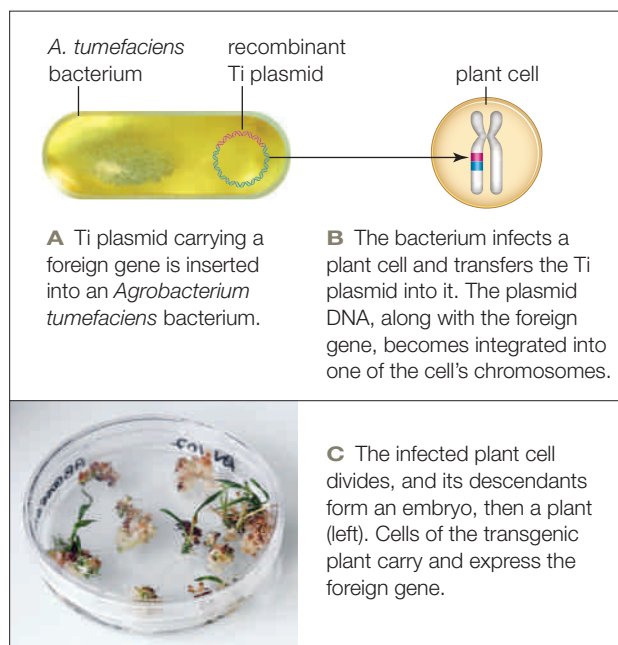 A. tumefaciens
bacterium
recombinant
Ti plasmid
plant cell
A Ti plasmid carrying a
foreign gene is inserted
into an Agrobacterium
tumefaciens bacterium.
B The bacterium infects a
plant cell and transfers the Ti
plasmid into it. The plasmid
DNA, along with the foreign
gene, becomes integrated into
one of the cell's chromosomes.
C The infected plant cell
divides, and its descendants
form an embryo, then a plant
(left). Cells of the transgenic
plant carry and express the
foreign gene.